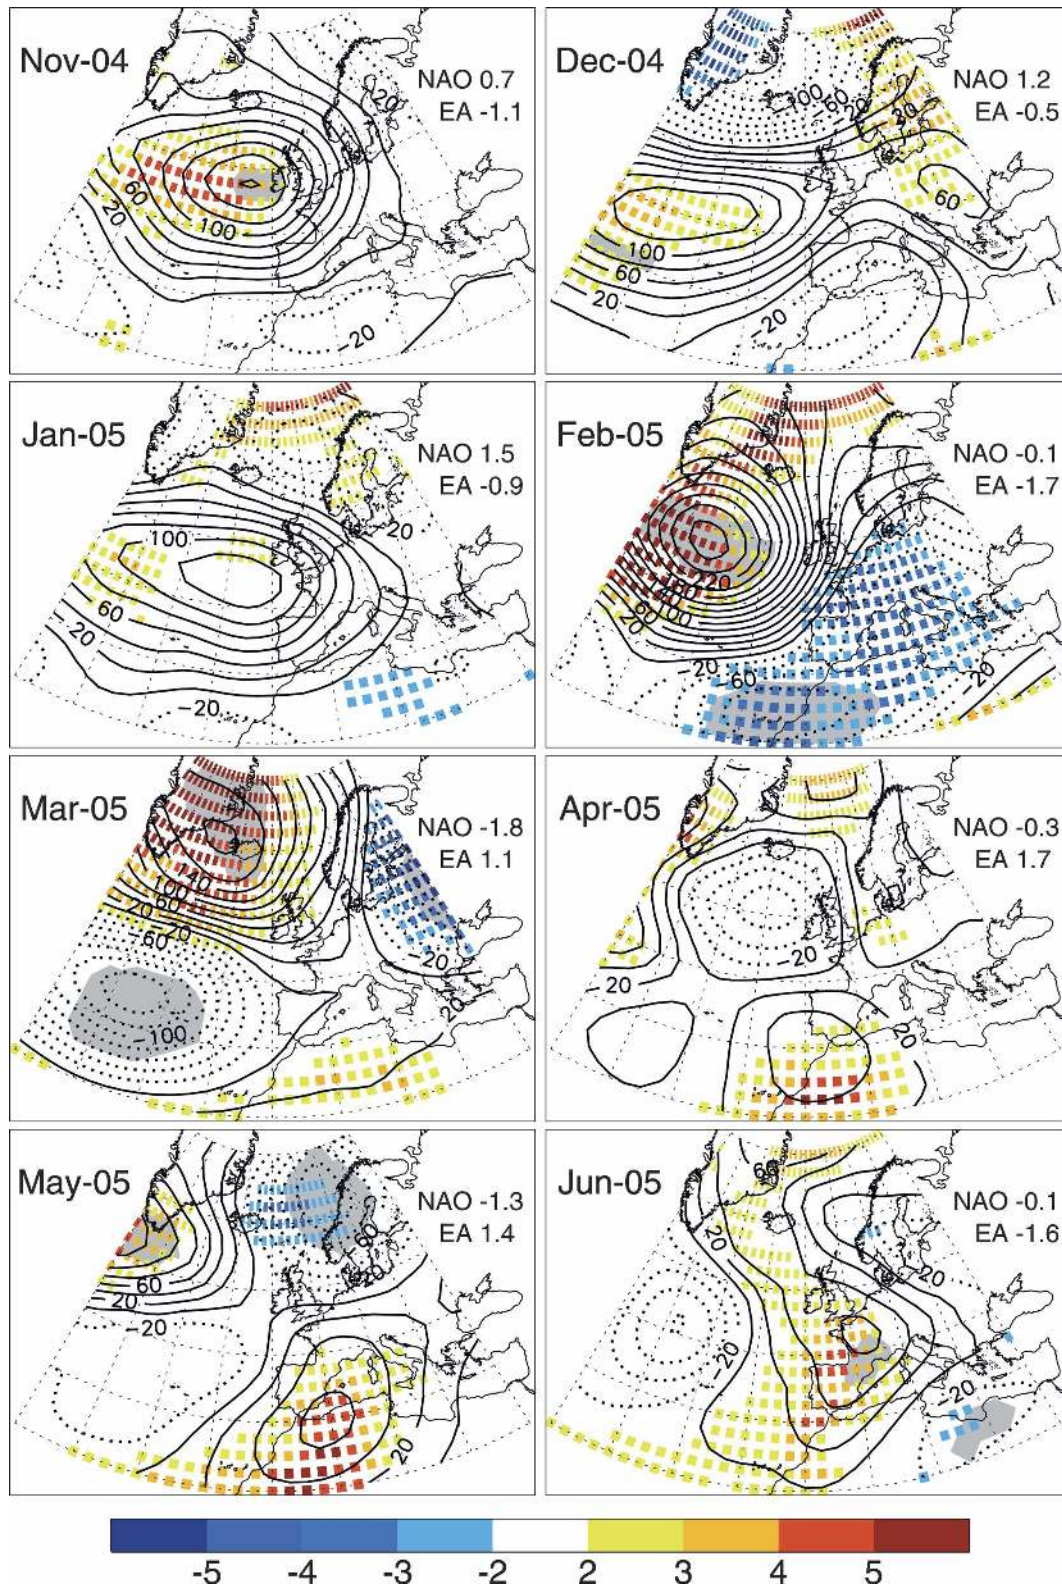 Nov-04
NAO 0.7
EA -1.1
20
60
20
100
-20
Dec-04
NAO 1.2
EA -0.5
-100
-60
-20
20
60
100
60
20
-20
Jan-05
NAO 1.5
EA -0.9
20
100
60
20
-20
Feb-05
NAO -0.1
EA -1.7
20
-20
-60
-20
Mar-05
NAO -1.8
EA 1.1
100
60
20
-20
-60
-100
-20
20
Apr-05
NAO -0.3
EA 1.7
-20
20
20
May-05
NAO -1.3
EA 1.4
60
20
-20
-60
-20
20
Jun-05
NAO -0.1
EA -1.6
60
20
20
-20
-20
-5 -4 -3 -2 2 3 4 5